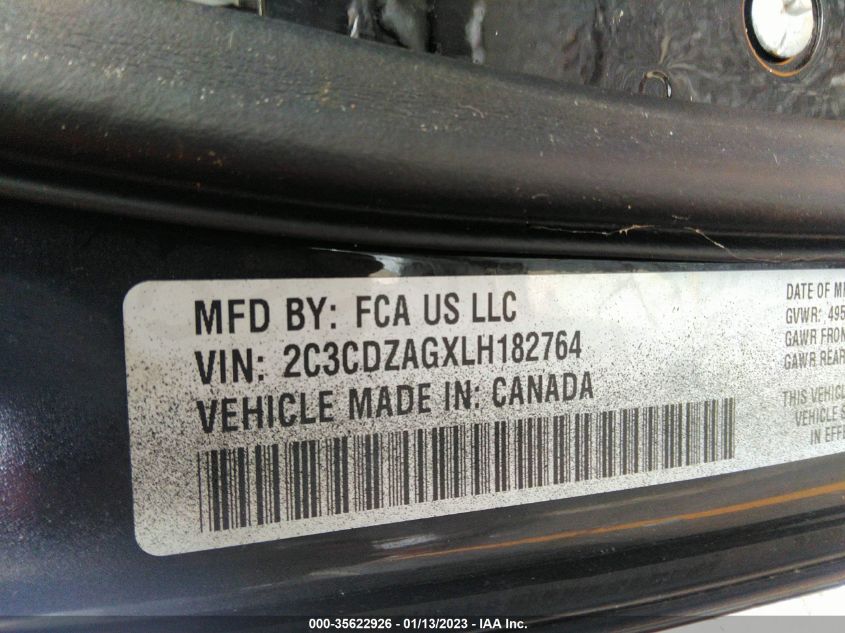 MFD BY: FCA US LLC
VIN: 2C3CDZAGXLH182764
VEHICLE MADE IN: CANADA
DATE OF
GVWR: 495
GAWR FRON
GAWR REAR
THIS VEHICL
VEHICLE S
IN EFF
000-35622926 - 01/13/2023 - IAA Inc.